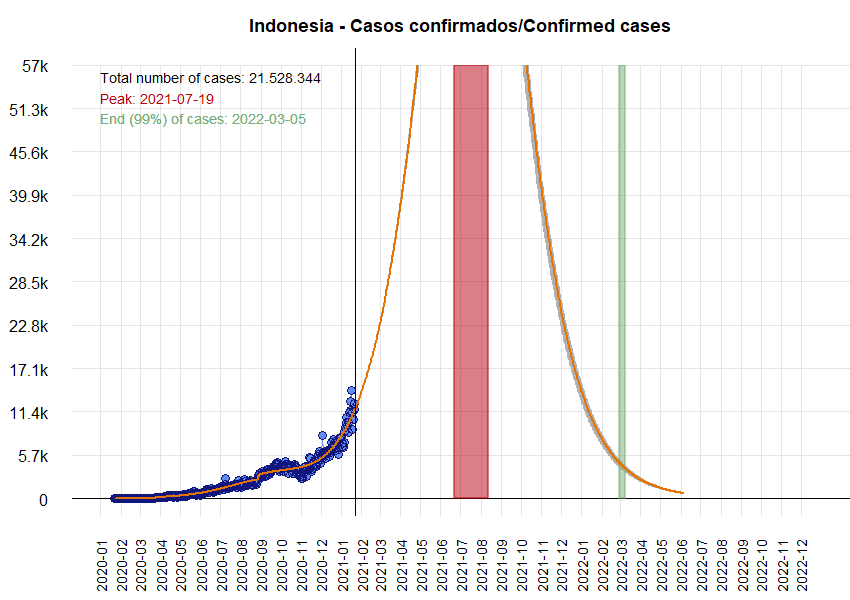 Indonesia - Casos confirmados/Confirmed cases
57k
Total number of cases: 21.528.344
Peak: 2021-07-19
End (99%) of cases: 2022-03-05
51.3k
45.6k
39.9k
34.2k
28.5k
22.8k
17.1k
11.4k
5.7k
0
2020-01
2020-02
2020-03
2020-04
2020-05
2020-06
2020-07
2020-08
2020-09
2020-10
2020-11
2020-12
2021-01
2021-02
2021-03
2021-04
2021-05
2021-06
2021-07
2021-08
2021-09
2021-10
2021-11
2021-12
2022-01
2022-02
2022-03
2022-04
2022-05
2022-06
2022-07
2022-08
2022-09
2022-10
2022-11
2022-12